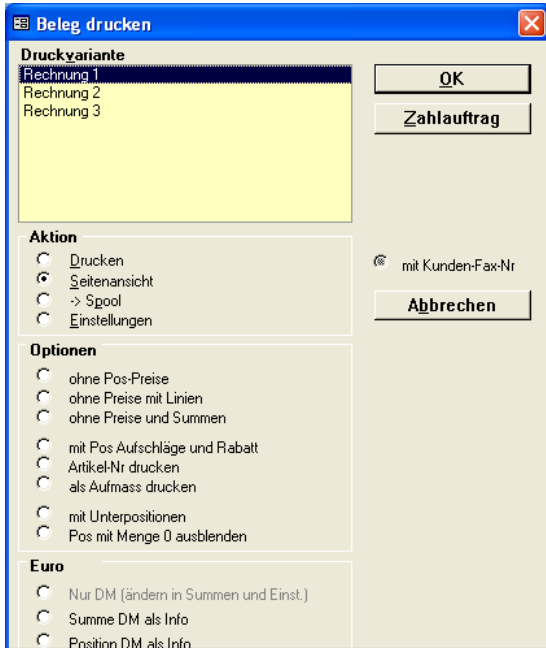 Beleg drucken
Druckvariante
Rechnung 1
Rechnung 2
Rechnung 3
OK
Zahlauftrag
Aktion
Drucken
Seitenansicht
-> Spool
Einstellungen
mit Kunden-Fax-Nr
Abbrechen
Optionen
ohne Pos-Preise
ohne Preise mit Linien
ohne Preise und Summen
mit Pos Aufschläge und Rabatt
Artikel-Nr drucken
als Aufmass drucken
mit Unterpositionen
Pos mit Menge 0 ausblenden
Euro
Nur DM (ändern in Summen und Einst.)
Summe DM als Info
Position DM als Info